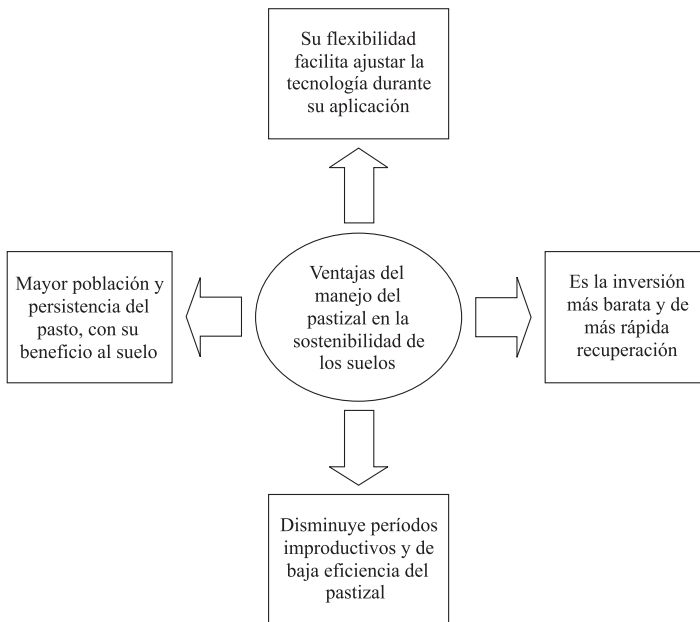 Su flexibilidad
facilita ajustar la
tecnología durante
su aplicación
Mayor población y
persistencia del
pasto, con su
beneficio al suelo
Ventajas del
manejo del
pastizal en la
sostenibilidad de
los suelos
Es la inversión
más barata y de
más rápida
recuperación
Disminuye períodos
improductivos y de
baja eficiencia del
pastizal